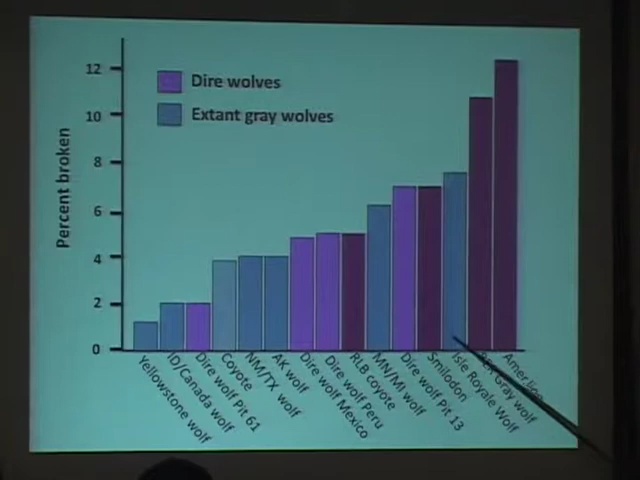 Dire wolves
Extant gray wolves
Percent broken
12
10
8
6
4
2
0
Yellowstone wolf
ID/Canada wolf
Dire wolf Pit 61
Coyote
NM/TX wolf
AK wolf
Dire wolf Mexico
Dire wolf Peru
RLB coyote
MN/MI wolf
Dire wolf Pit 13
Smilodon
Isle Royale Wolf
Gray wolf
Amer lion